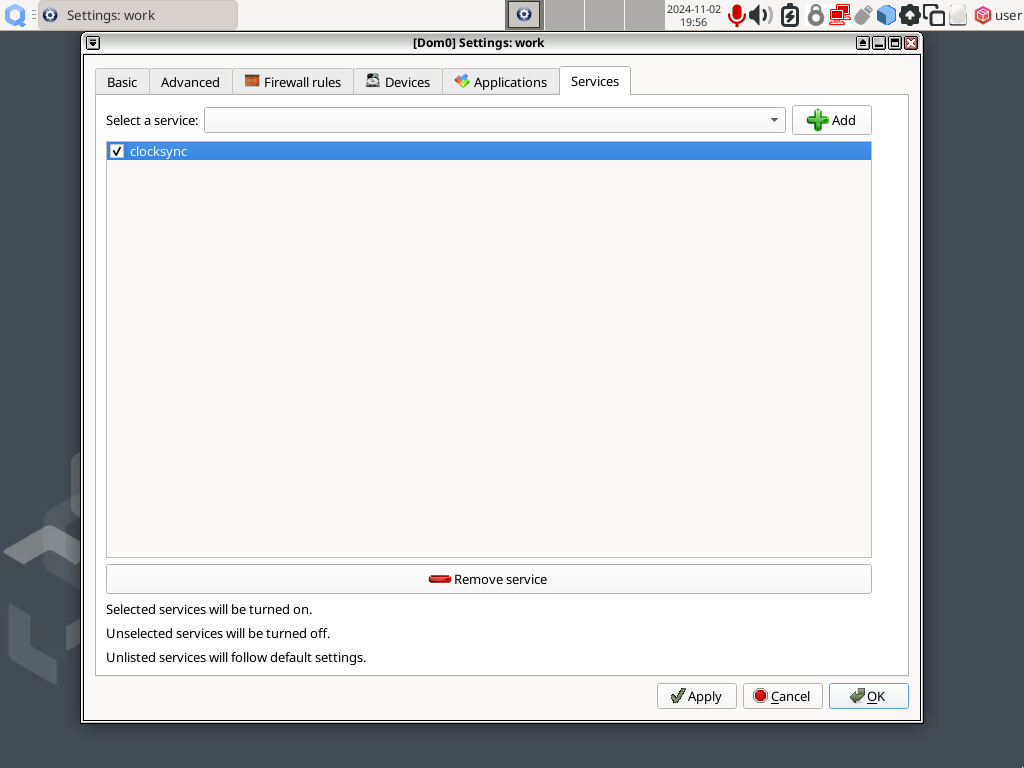 Settings: work
2024-11-02
19:56
user
[Dom0] Settings: work
Basic
Advanced
Firewall rules
Devices
Applications
Services
Select a service:
Add
clocksync
Remove service
Selected services will be turned on.
Unselected services will be turned off.
Unlisted services will follow default settings.
Apply
Cancel
OK